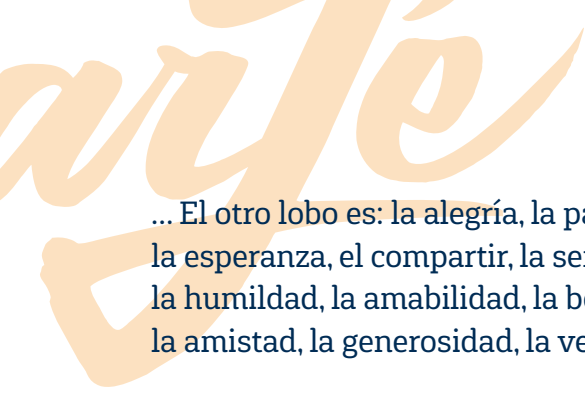 arté
... El otro lobo es: la alegría, la
la esperanza, el compartir, la
la humildad, la amabilidad, la
la amistad, la generosidad, la